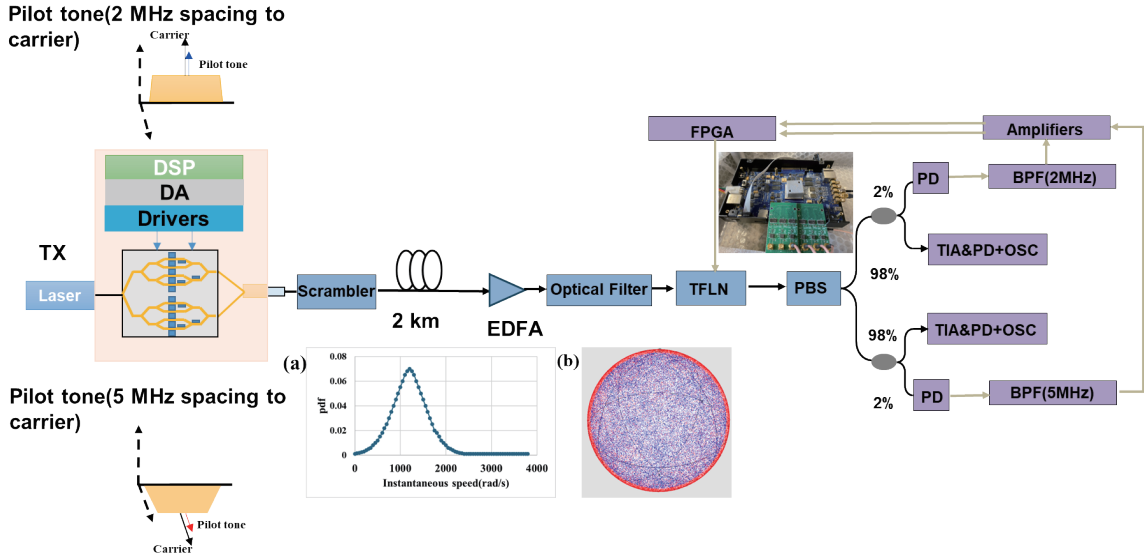 Pilot tone(2 MHz spacing to
carrier)
Carrier
Pilot tone
DSP
DA
Drivers
TX
Laser
Scrambler
2 km
EDFA
Optical Filter
TFLN
PBS
FPGA
Amplifiers
PD
BPF(2MHz)
2%
TIA&PD+OSC
98%
98%
TIA&PD+OSC
2%
PD
BPF(5MHz)
Pilot tone(5 MHz spacing to
carrier)
Pilot tone
Carrier
(a)
0.08
0.06
0.04
0.02
0
pdf
0
1000
2000
3000
4000
Instantaneous speed(rad/s)
(b)